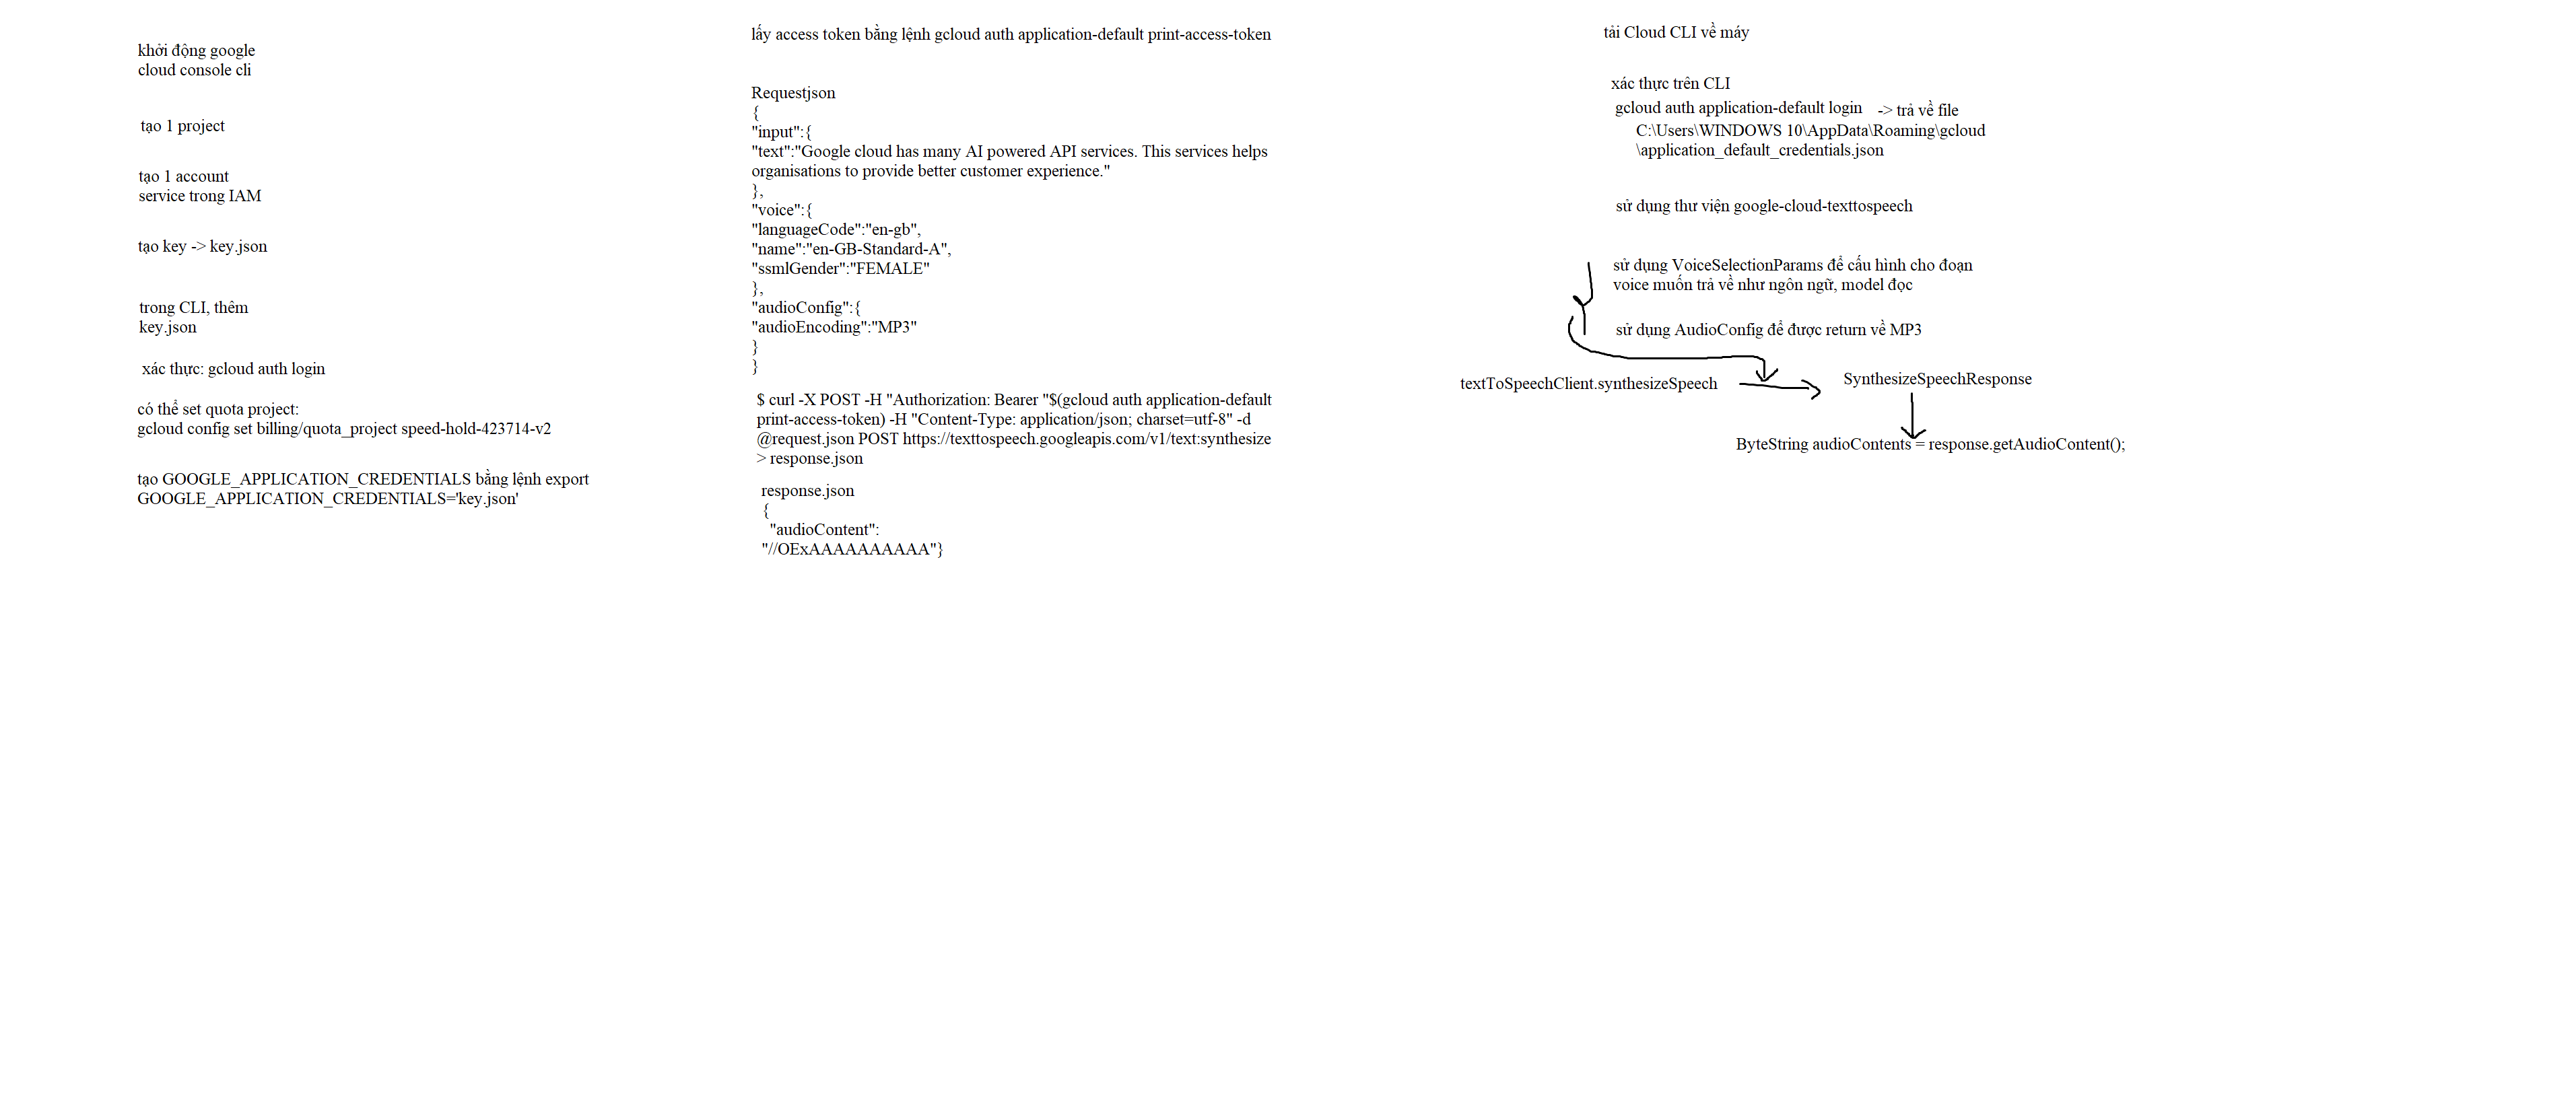 khởi động google
cloud console cli
tạo 1 project
tạo 1 account
service trong IAM
tạo key -> key.json
trong CLI, thêm
key.json
xác thực: gcloud auth login
có thể set quota project:
gcloud config set billing/quota_project speed-hold-423714-v2
tạo GOOGLE_APPLICATION_CREDENTIALS bằng lệnh export
GOOGLE_APPLICATION_CREDENTIALS='key.json'
lấy access token bằng lệnh gcloud auth application-default print-access-token
Requestjson
{
"input":{
"text":"Google cloud has many AI powered API services. This services helps
organisations to provide better customer experience."
},
"voice":{
"languageCode":"en-gb",
"name":"en-GB-Standard-A",
"ssmlGender":"FEMALE"
},
"audioConfig":{
"audioEncoding":"MP3"
}
}
$ curl -X POST -H "Authorization: Bearer "$(gcloud auth application-default
print-access-token) -H "Content-Type: application/json; charset=utf-8" -d
@request.json POST https://texttospeech.googleapis.com/v1/text:synthesize
> response.json
response.json
{
"audioContent":
"//OExAAAAAAAAAA"}
tải Cloud CLI về máy
xác thực trên CLI
gcloud auth application-default login -> trả về file
C:\Users\WINDOWS 10\AppData\Roaming\gcloud
\application_default_credentials.json
sử dụng thư viện google-cloud-texttospeech
sử dụng VoiceSelectionParams để cấu hình cho đoạn
voice muốn trả về như ngôn ngữ, model đọc
sử dụng AudioConfig để được return về MP3
textToSpeechClient.synthesizeSpeech
SynthesizeSpeechResponse
ByteString audioContents = response.getAudioContent();